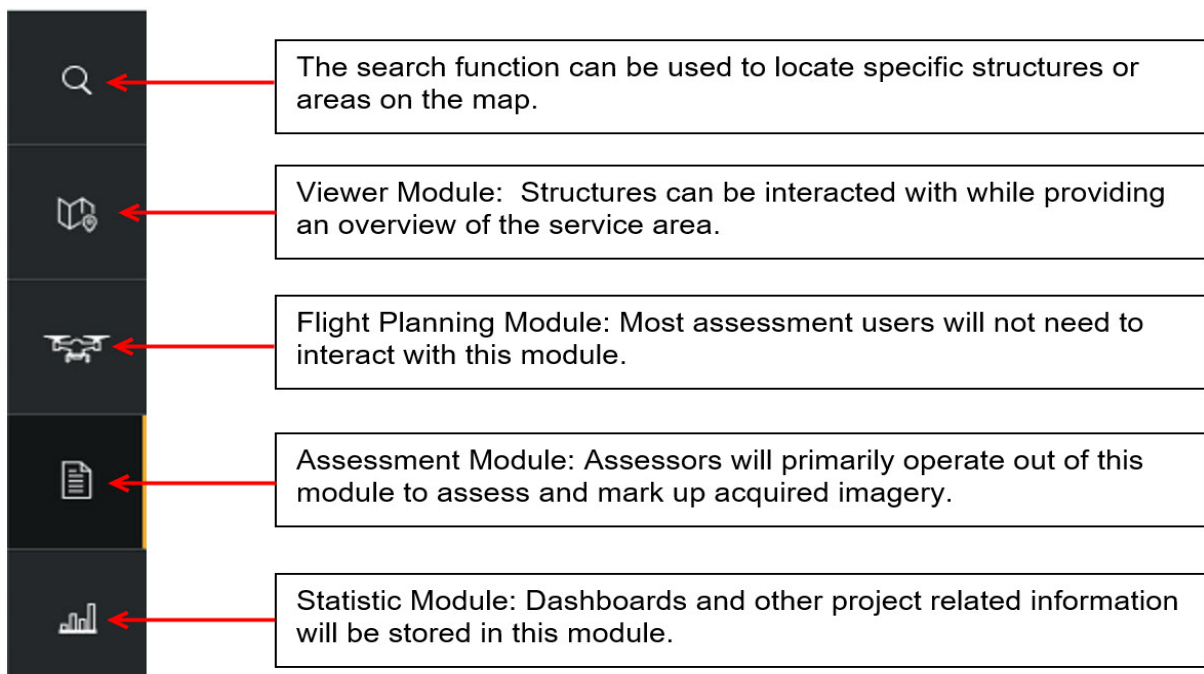 The search function can be used to locate specific structures or
areas on the map.
Viewer Module:  Structures can be interacted with while providing
an overview of the service area.
Flight Planning Module: Most assessment users will not need to
interact with this module.
Assessment Module: Assessors will primarily operate out of this
module to assess and mark up acquired imagery.
Statistic Module: Dashboards and other project related information
will be stored in this module.